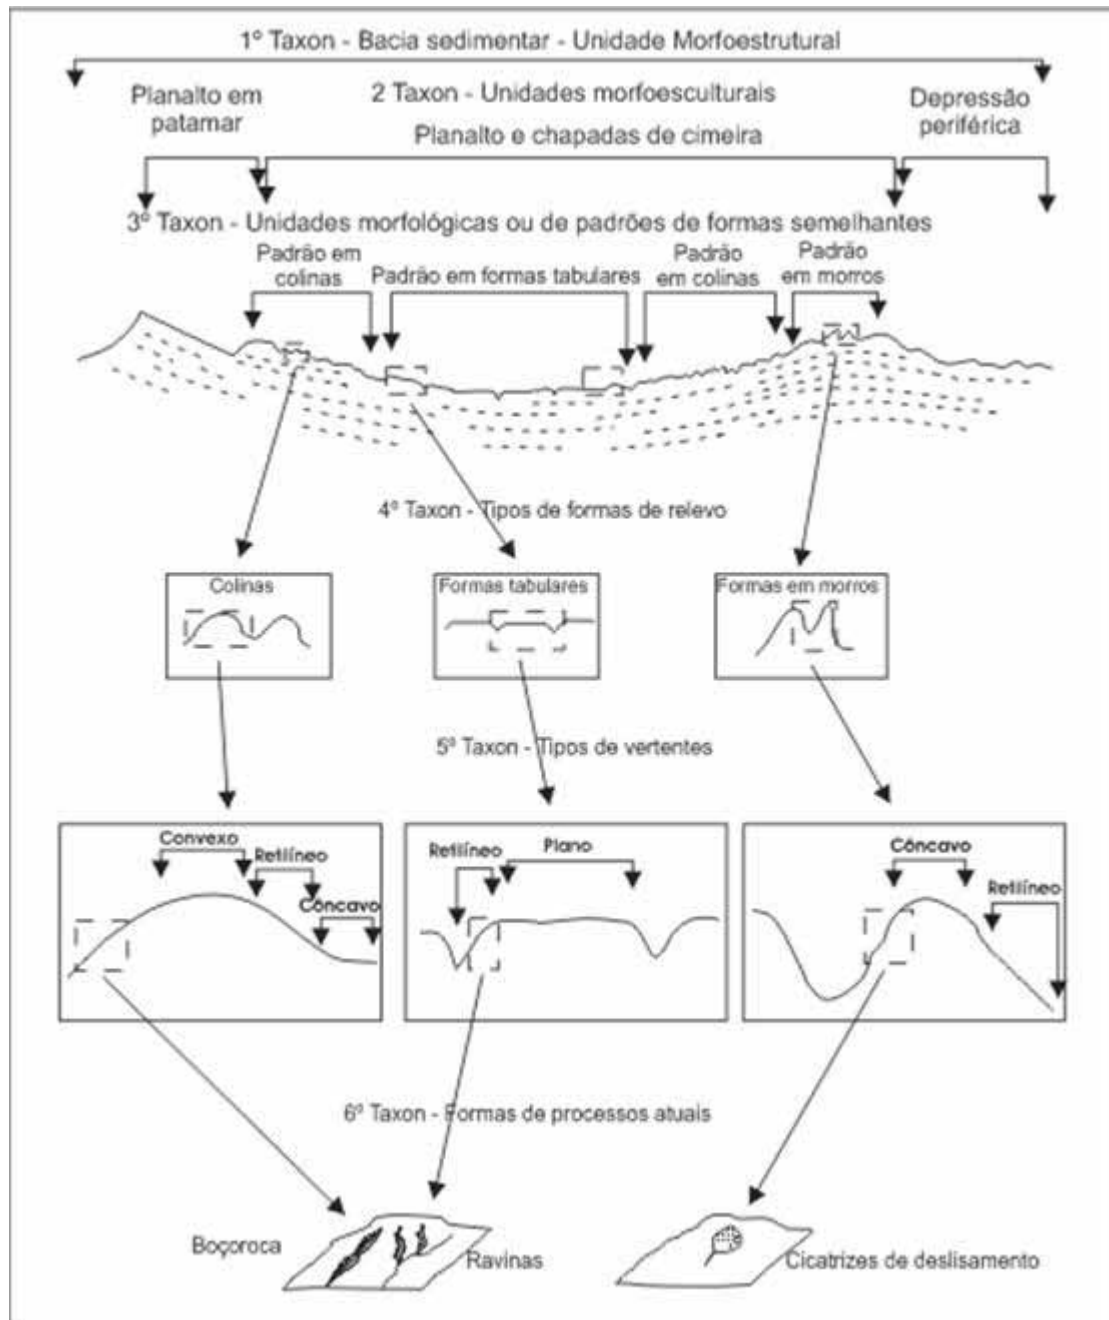 1º Taxon - Bacia sedimentar - Unidade Morfoestrutural
Planalto em
patamar
2 Taxon - Unidades morfoesculturais
Planalto e chapadas de cimeira
Depressão
periférica
3º Taxon - Unidades morfológicas ou de padrões de formas semelhantes
Padrão em
colinas
Padrão em formas tabulares
Padrão
em colinas
Padrão
em morros
4º Taxon - Tipos de formas de relevo
Colinas
Formas tabulares
Formas em morros
5º Taxon - Tipos de vertentes
Convexo
Retilíneo
Côncavo
Retilíneo
Plano
Côncavo
Retilíneo
6º Taxon - Formas de processos atuais
Boçoroca
Ravinas
Cicatrizes de deslisamento